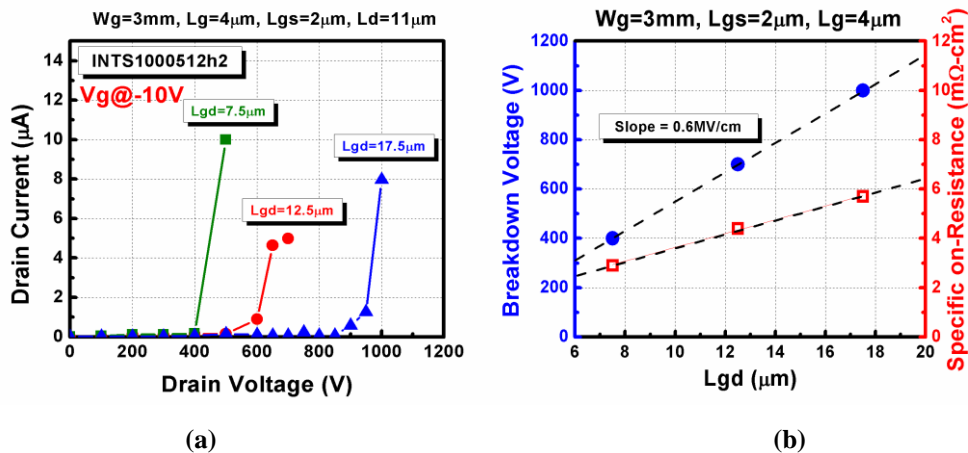 Wg=3mm, Lg=4μm, Lgs=2μm, Ld=11μm
INTS1000512h2
Vg@-10V
Lgd=7.5μm
Lgd=17.5μm
Lgd=12.5μm
14
12
10
8
6
4
2
0
0 200 400 600 800 1000 1200
Drain Current (μA)
Drain Voltage (V)
(a)
Wg=3mm, Lgs=2μm, Lg=4μm
Slope = 0.6MV/cm
1200
1000
800
600
400
200
0
6 8 10 12 14 16 18 20
12
10
8
6
4
2
0
Breakdown Voltage (V)
Lgd (μm)
Specific on-Resistance (mΩ-cm²)
(b)